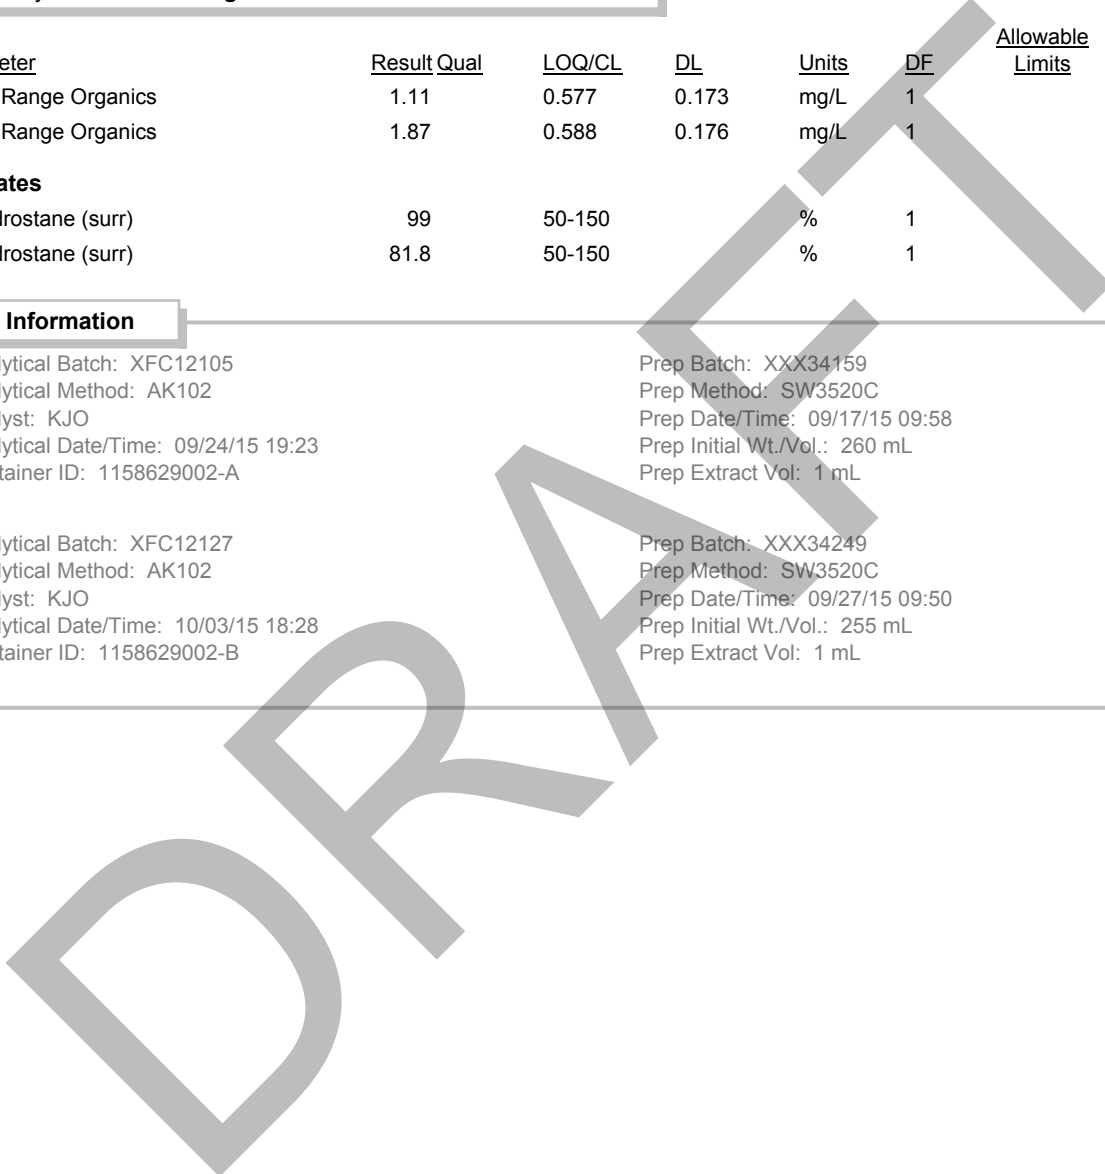 Allowable
eter Result Qual LOQ/CL DL Units DF Limits
Range Organics 1.11 0.577 0.173 mg/L 1
Range Organics 1.87 0.588 0.176 mg/L 1
ates
drostane (surr) 99 50-150 % 1
drostane (surr) 81.8 50-150 % 1
Information
lytical Batch: XFC12105 Prep Batch: XXX34159
lytical Method: AK102 Prep Method: SW3520C
lyst: KJO Prep Date/Time: 09/17/15 09:58
lytical Date/Time: 09/24/15 19:23 Prep Initial Wt./Vol.: 260 mL
tainer ID: 1158629002-A Prep Extract Vol: 1 mL
lytical Batch: XFC12127 Prep Batch: XXX34249
lytical Method: AK102 Prep Method: SW3520C
lyst: KJO Prep Date/Time: 09/27/15 09:50
lytical Date/Time: 10/03/15 18:28 Prep Initial Wt./Vol.: 255 mL
tainer ID: 1158629002-B Prep Extract Vol: 1 mL
DRAFT